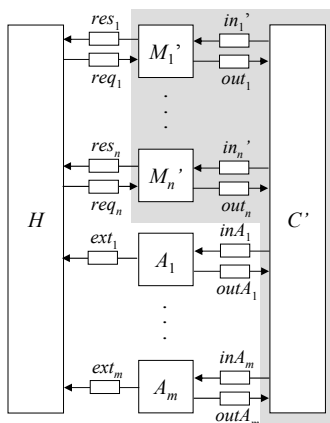 res₁ in₁'
M₁'
req₁ out₁
resₙ inₙ'
Mₙ'
reqₙ outₙ
H C'
ext₁ inA₁
A₁
outA₁
extₘ inAₘ
Aₘ
outAₘ